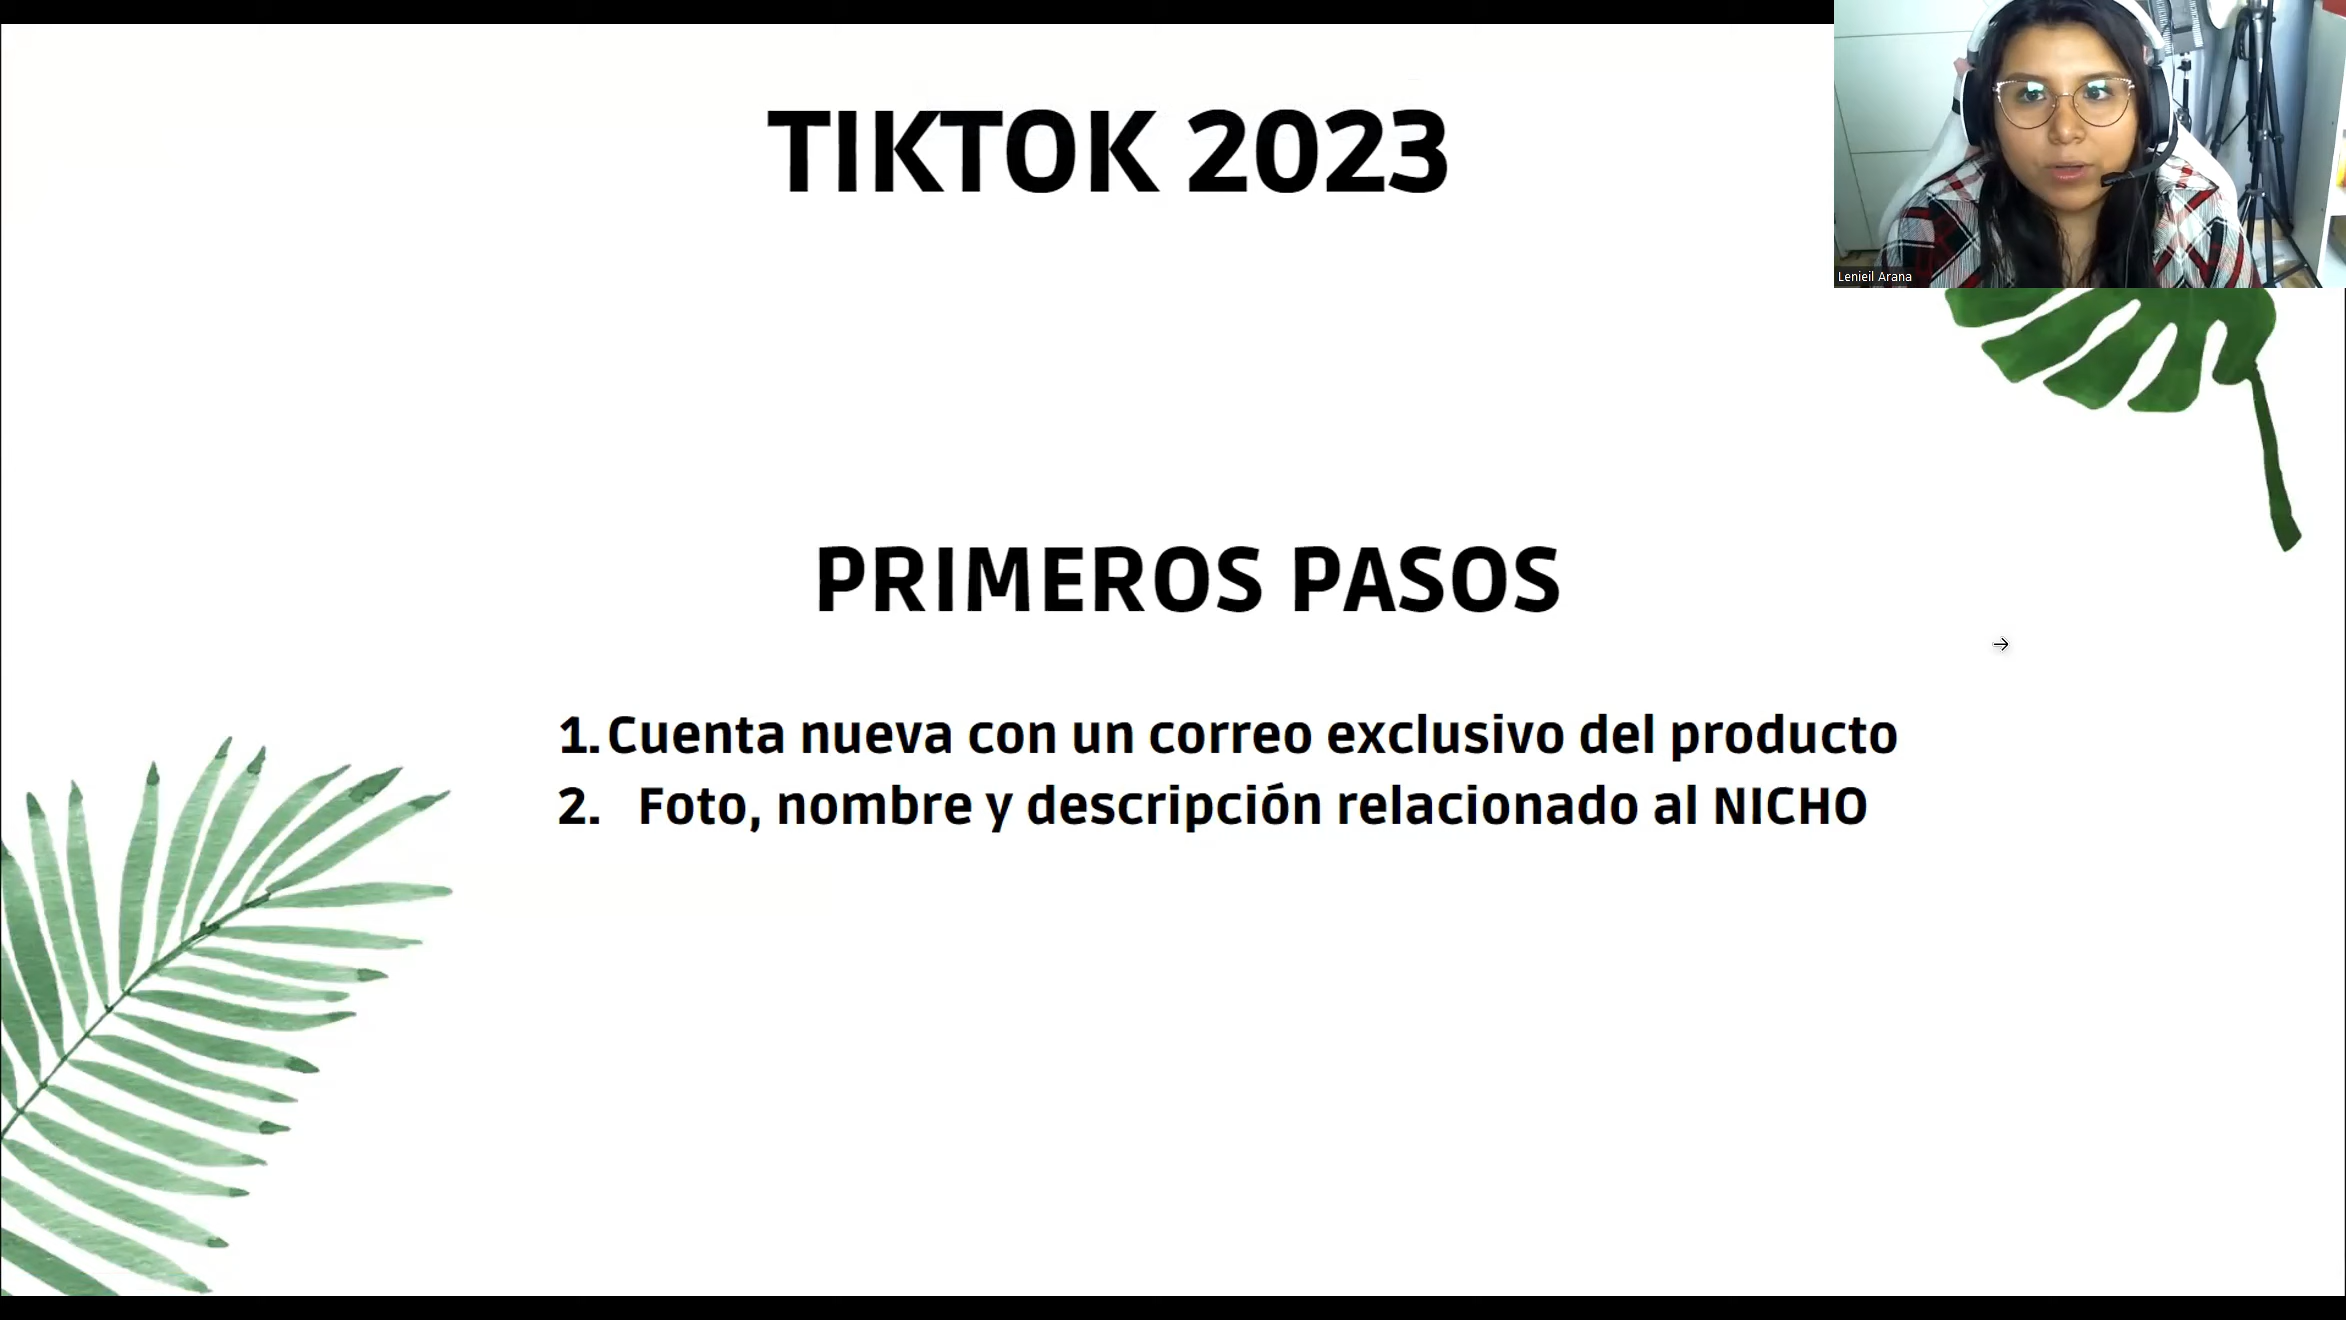 TIKTOK 2023
Lenieil Arana
PRIMEROS PASOS
1. Cuenta nueva con un correo exclusivo del producto
2. Foto, nombre y descripción relacionado al NICHO